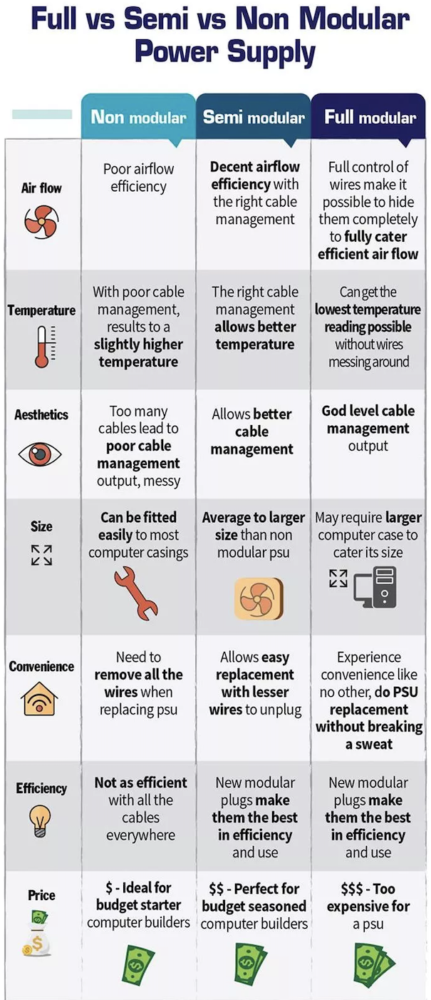 Full vs Semi vs Non Modular
Power Supply
Non modular
Semi modular
Full modular
Air flow
Poor airflow
efficiency
Decent airflow
efficiency with
the right cable
management
Full control of
wires make it
possible to hide
them completely
to fully cater
efficient air flow
Temperature
With poor cable
management,
results to a
slightly higher
temperature
The right cable
management
allows better
temperature
Can get the
lowest temperature
reading possible
without wires
messing around
Aesthetics
Too many
cables lead to
poor cable
management
output, messy
Allows better
cable
management
God level cable
management
output
Size
Can be fitted
easily to most
computer casings
Average to larger
size than non
modular psu
May require larger
computer case to
cater its size
Convenience
Need to
remove all the
wires when
replacing psu
Allows easy
replacement
with lesser
wires to unplug
Experience
convenience like
no other, do PSU
replacement
without breaking
a sweat
Efficiency
Not as efficient
with all the
cables
everywhere
New modular
plugs make
them the best
in efficiency
and use
New modular
plugs make
them the best
in efficiency
and use
Price
$ - Ideal for
budget starter
computer builders
$$ - Perfect for
budget seasoned
computer builders
$$$ - Too
expensive for
a psu